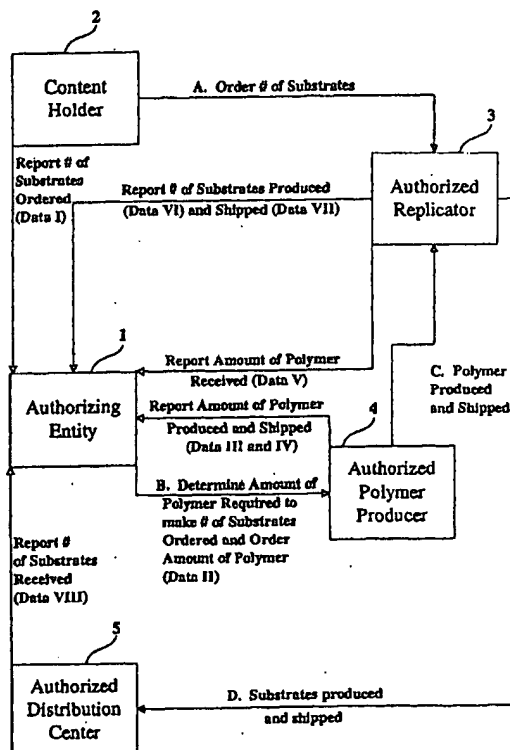 2
Content
Holder
A. Order # of Substrates
3
Authorized
Replicator
Report # of
Substrates
Ordered
(Data I)
Report # of Substrates Produced
(Data VI) and Shipped (Data VII)
1
Authorizing
Entity
Report Amount of Polymer
Received (Data V)
C. Polymer
Produced
and Shipped
Report Amount of Polymer
Produced and Shipped
(Data III and IV)
4
Authorized
Polymer
Producer
B. Determine Amount of
Polymer Required to
make # of Substrates
Ordered and Order
Amount of Polymer
(Data II)
Report #
of Substrates
Received
(Data VIII)
5
Authorized
Distribution
Center
D. Substrates produced
and shipped